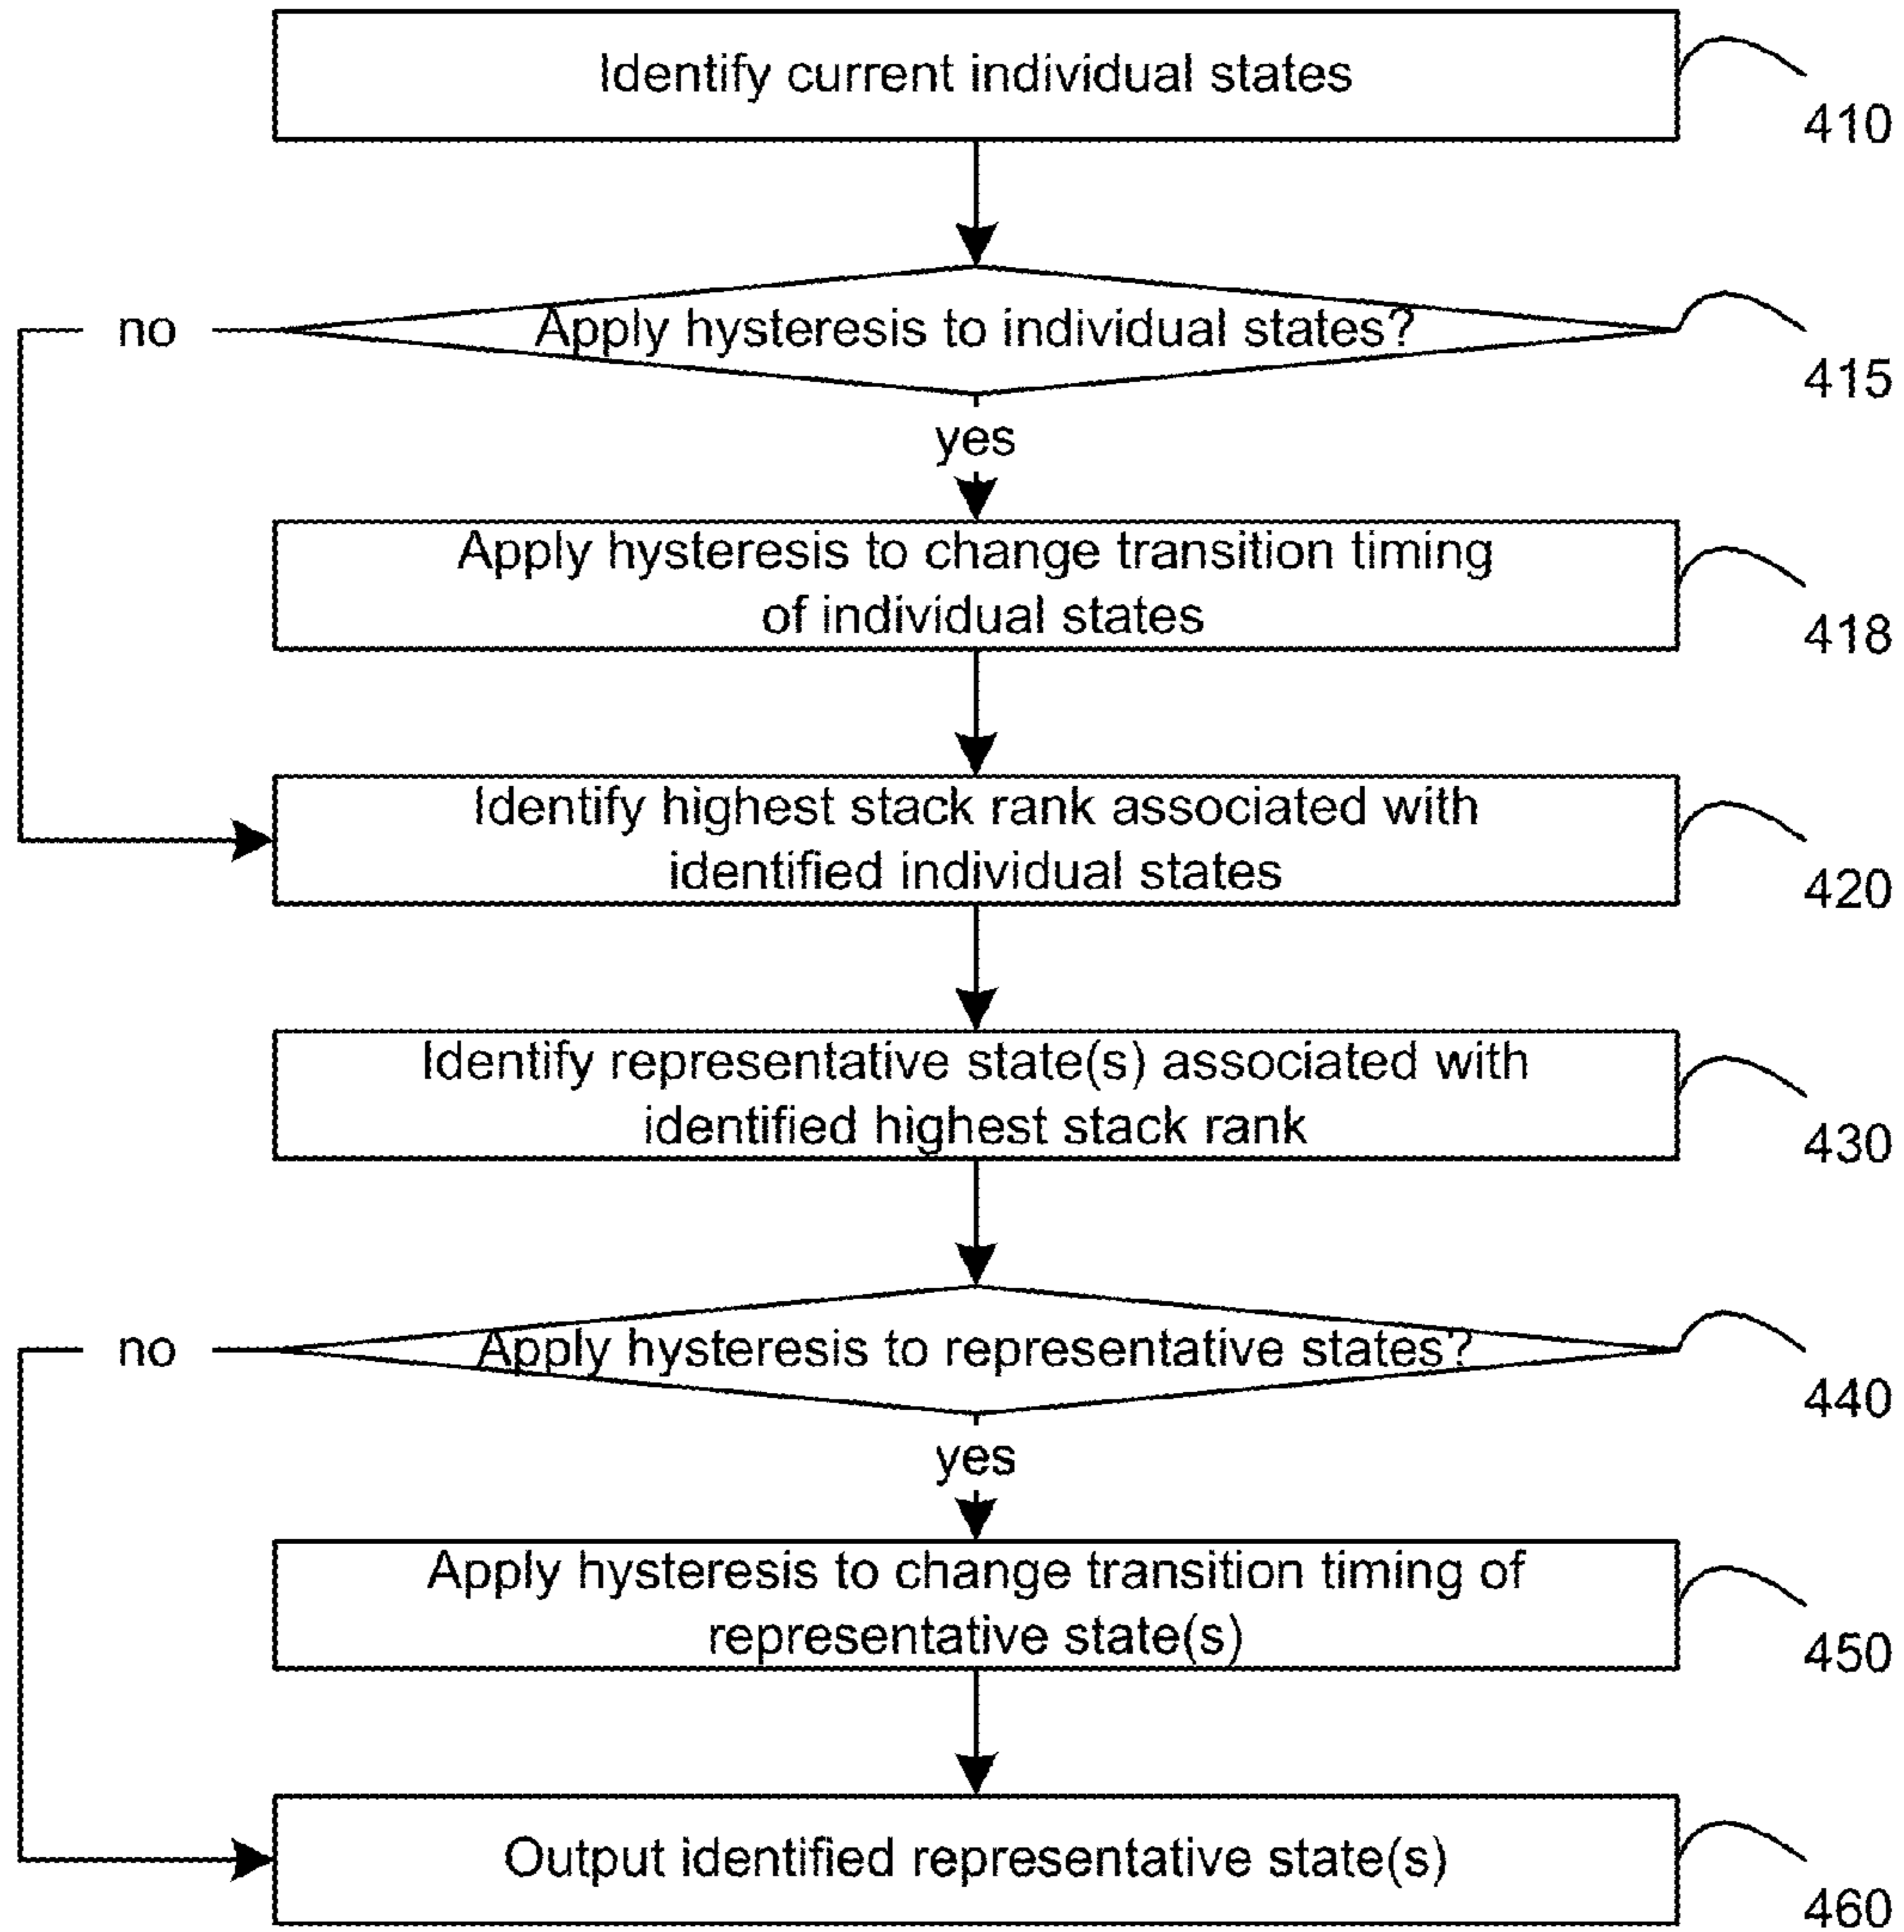 Identify current individual states
410
Apply hysteresis to individual states?
no
415
yes
Apply hysteresis to change transition timing
of individual states
418
Identify highest stack rank associated with
identified individual states
420
Identify representative state(s) associated with
identified highest stack rank
430
Apply hysteresis to representative states?
no
440
yes
Apply hysteresis to change transition timing of
representative state(s)
450
Output identified representative state(s)
460